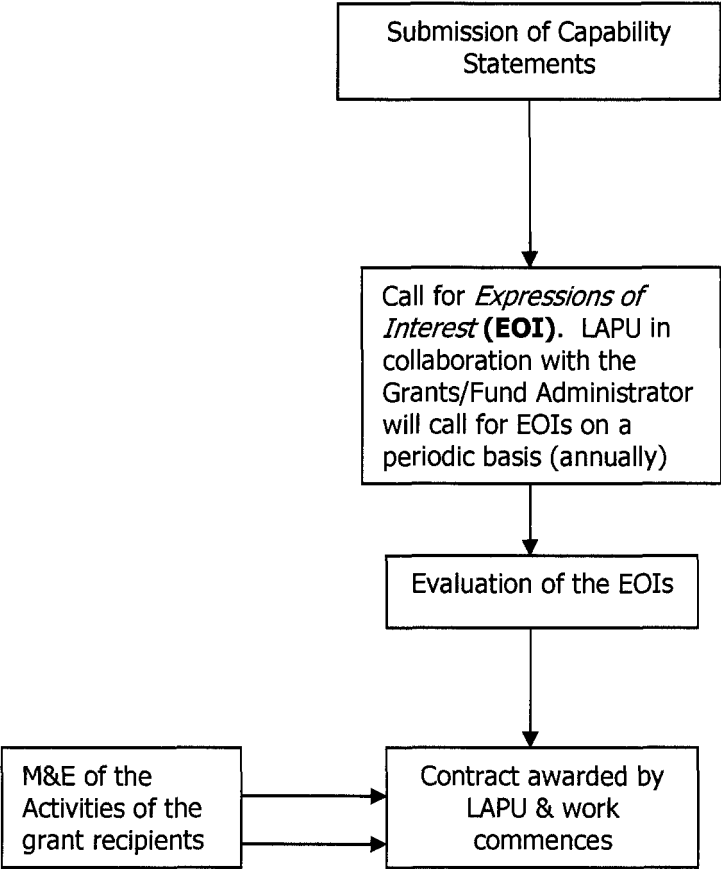 Submission of Capability
Statements
Call for Expressions of
Interest (EOI). LAPU in
collaboration with the
Grants/Fund Administrator
will call for EOIs on a
periodic basis (annually)
Evaluation of the EOIs
M&E of the
Activities of the
grant recipients
Contract awarded by
LAPU & work
commences